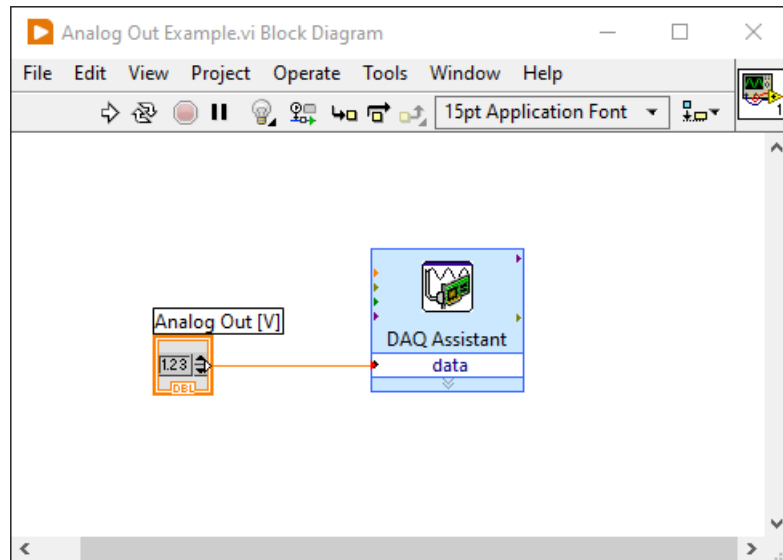 Analog Out Example.vi Block Diagram
File Edit View Project Operate Tools Window Help
15pt Application Font
1
Analog Out [V]
1.23
DBL
DAQ Assistant
data